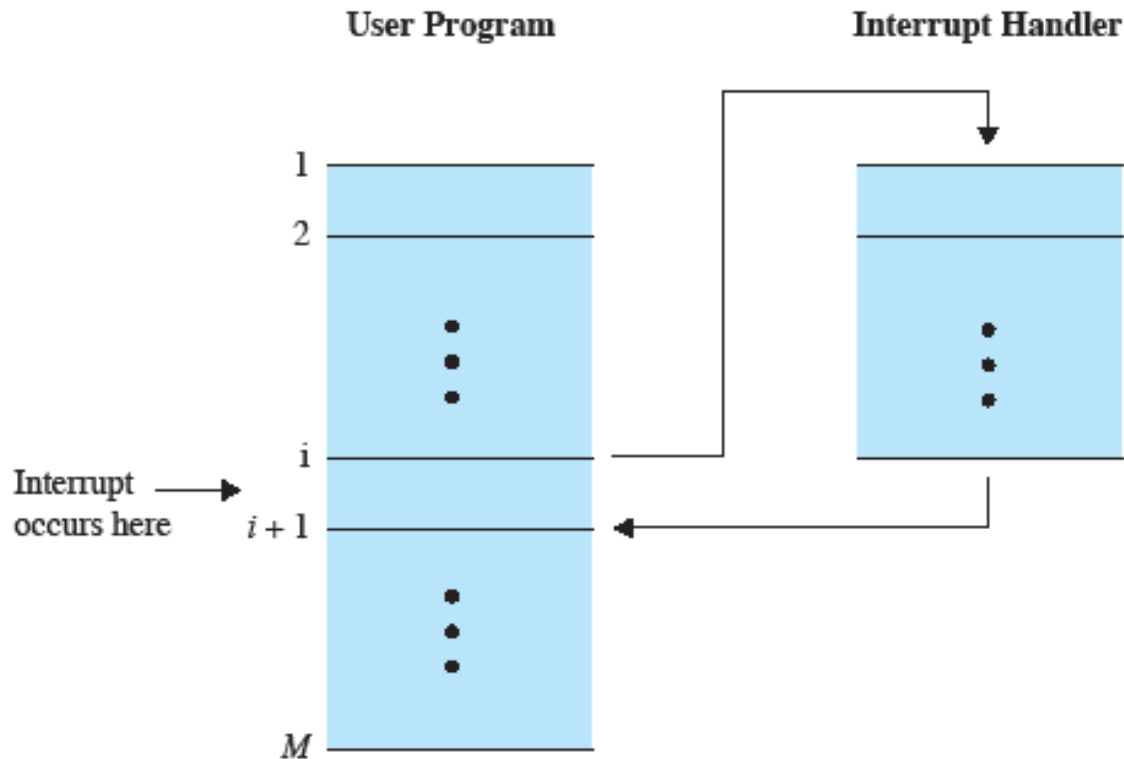 User Program
Interrupt Handler
1
2
i
Interrupt
occurs here
i + 1
M